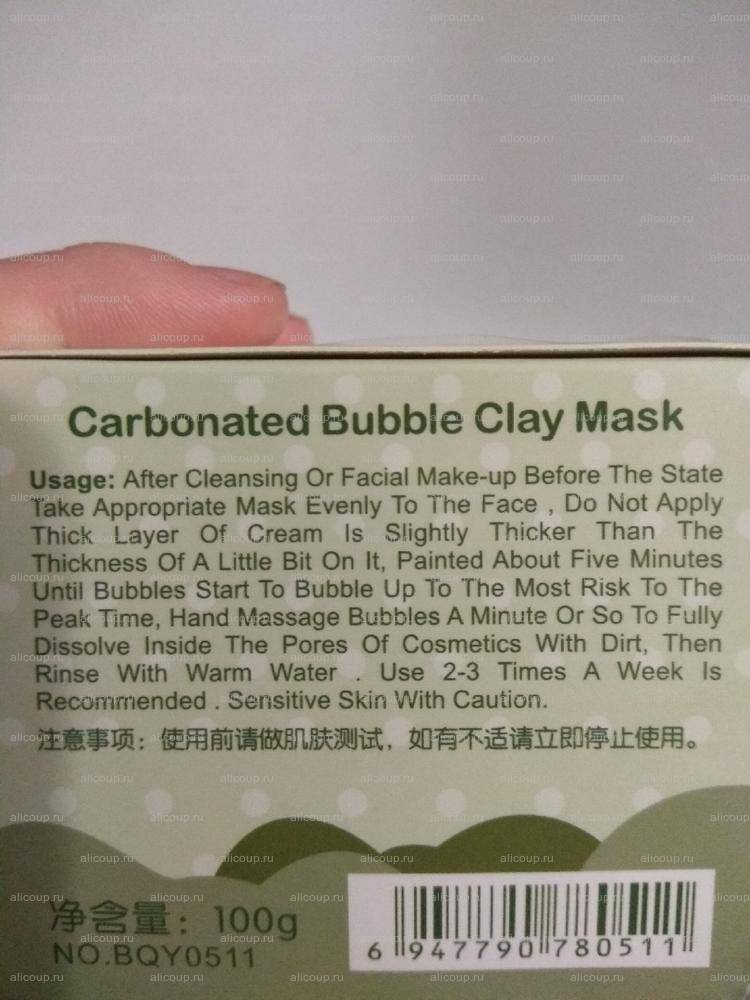 Carbonated Bubble Clay Mask
Usage: After Cleansing Or Facial Make-up Before The State
Take Appropriate Mask Evenly To The Face , Do Not Apply
Thick Layer Of Cream Is Slightly Thicker Than The
Thickness Of A Little Bit On It, Painted About Five Minutes
Until Bubbles Start To Bubble Up To The Most Risk To The
Peak Time, Hand Massage Bubbles A Minute Or So To Fully
Dissolve Inside The Pores Of Cosmetics With Dirt, Then
Rinse With Warm Water . Use 2-3 Times A Week Is
Recommended . Sensitive Skin With Caution.
注意事项：使用前请做肌肤测试，如有不适请立即停止使用。
净含量：100g
NO.BQY0511
6 947790 780511
alicoup.ru